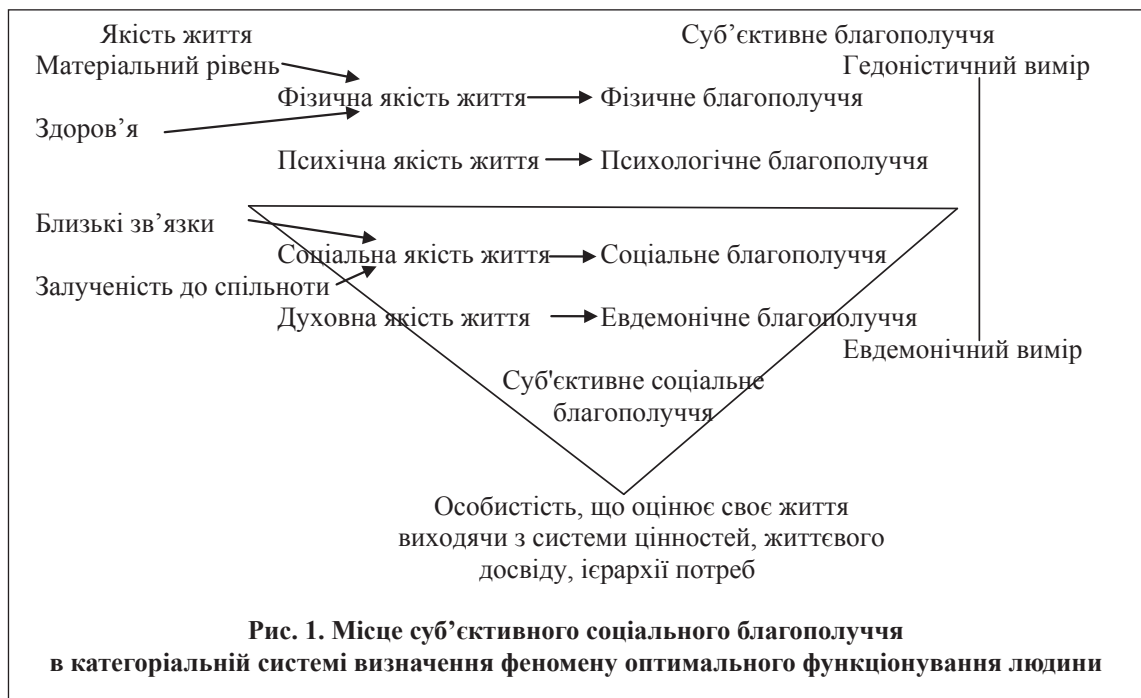 Якість життя
Суб’єктивне благополуччя
Матеріальний рівень
Гедоністичний вимір
Фізична якість життя
Фізичне благополуччя
Здоров’я
Психічна якість життя
Психологічне благополуччя
Близькі зв’язки
Соціальна якість життя
Соціальне благополуччя
Залученість до спільноти
Духовна якість життя
Евдемонічне благополуччя
Евдемонічний вимір
Суб'єктивне соціальне
благополуччя
Особистість, що оцінює своє життя
виходячи з системи цінностей, життєвого
досвіду, ієрархії потреб
Рис. 1. Місце суб’єктивного соціального благополуччя
в категоріальній системі визначення феномену оптимального функціонування людини